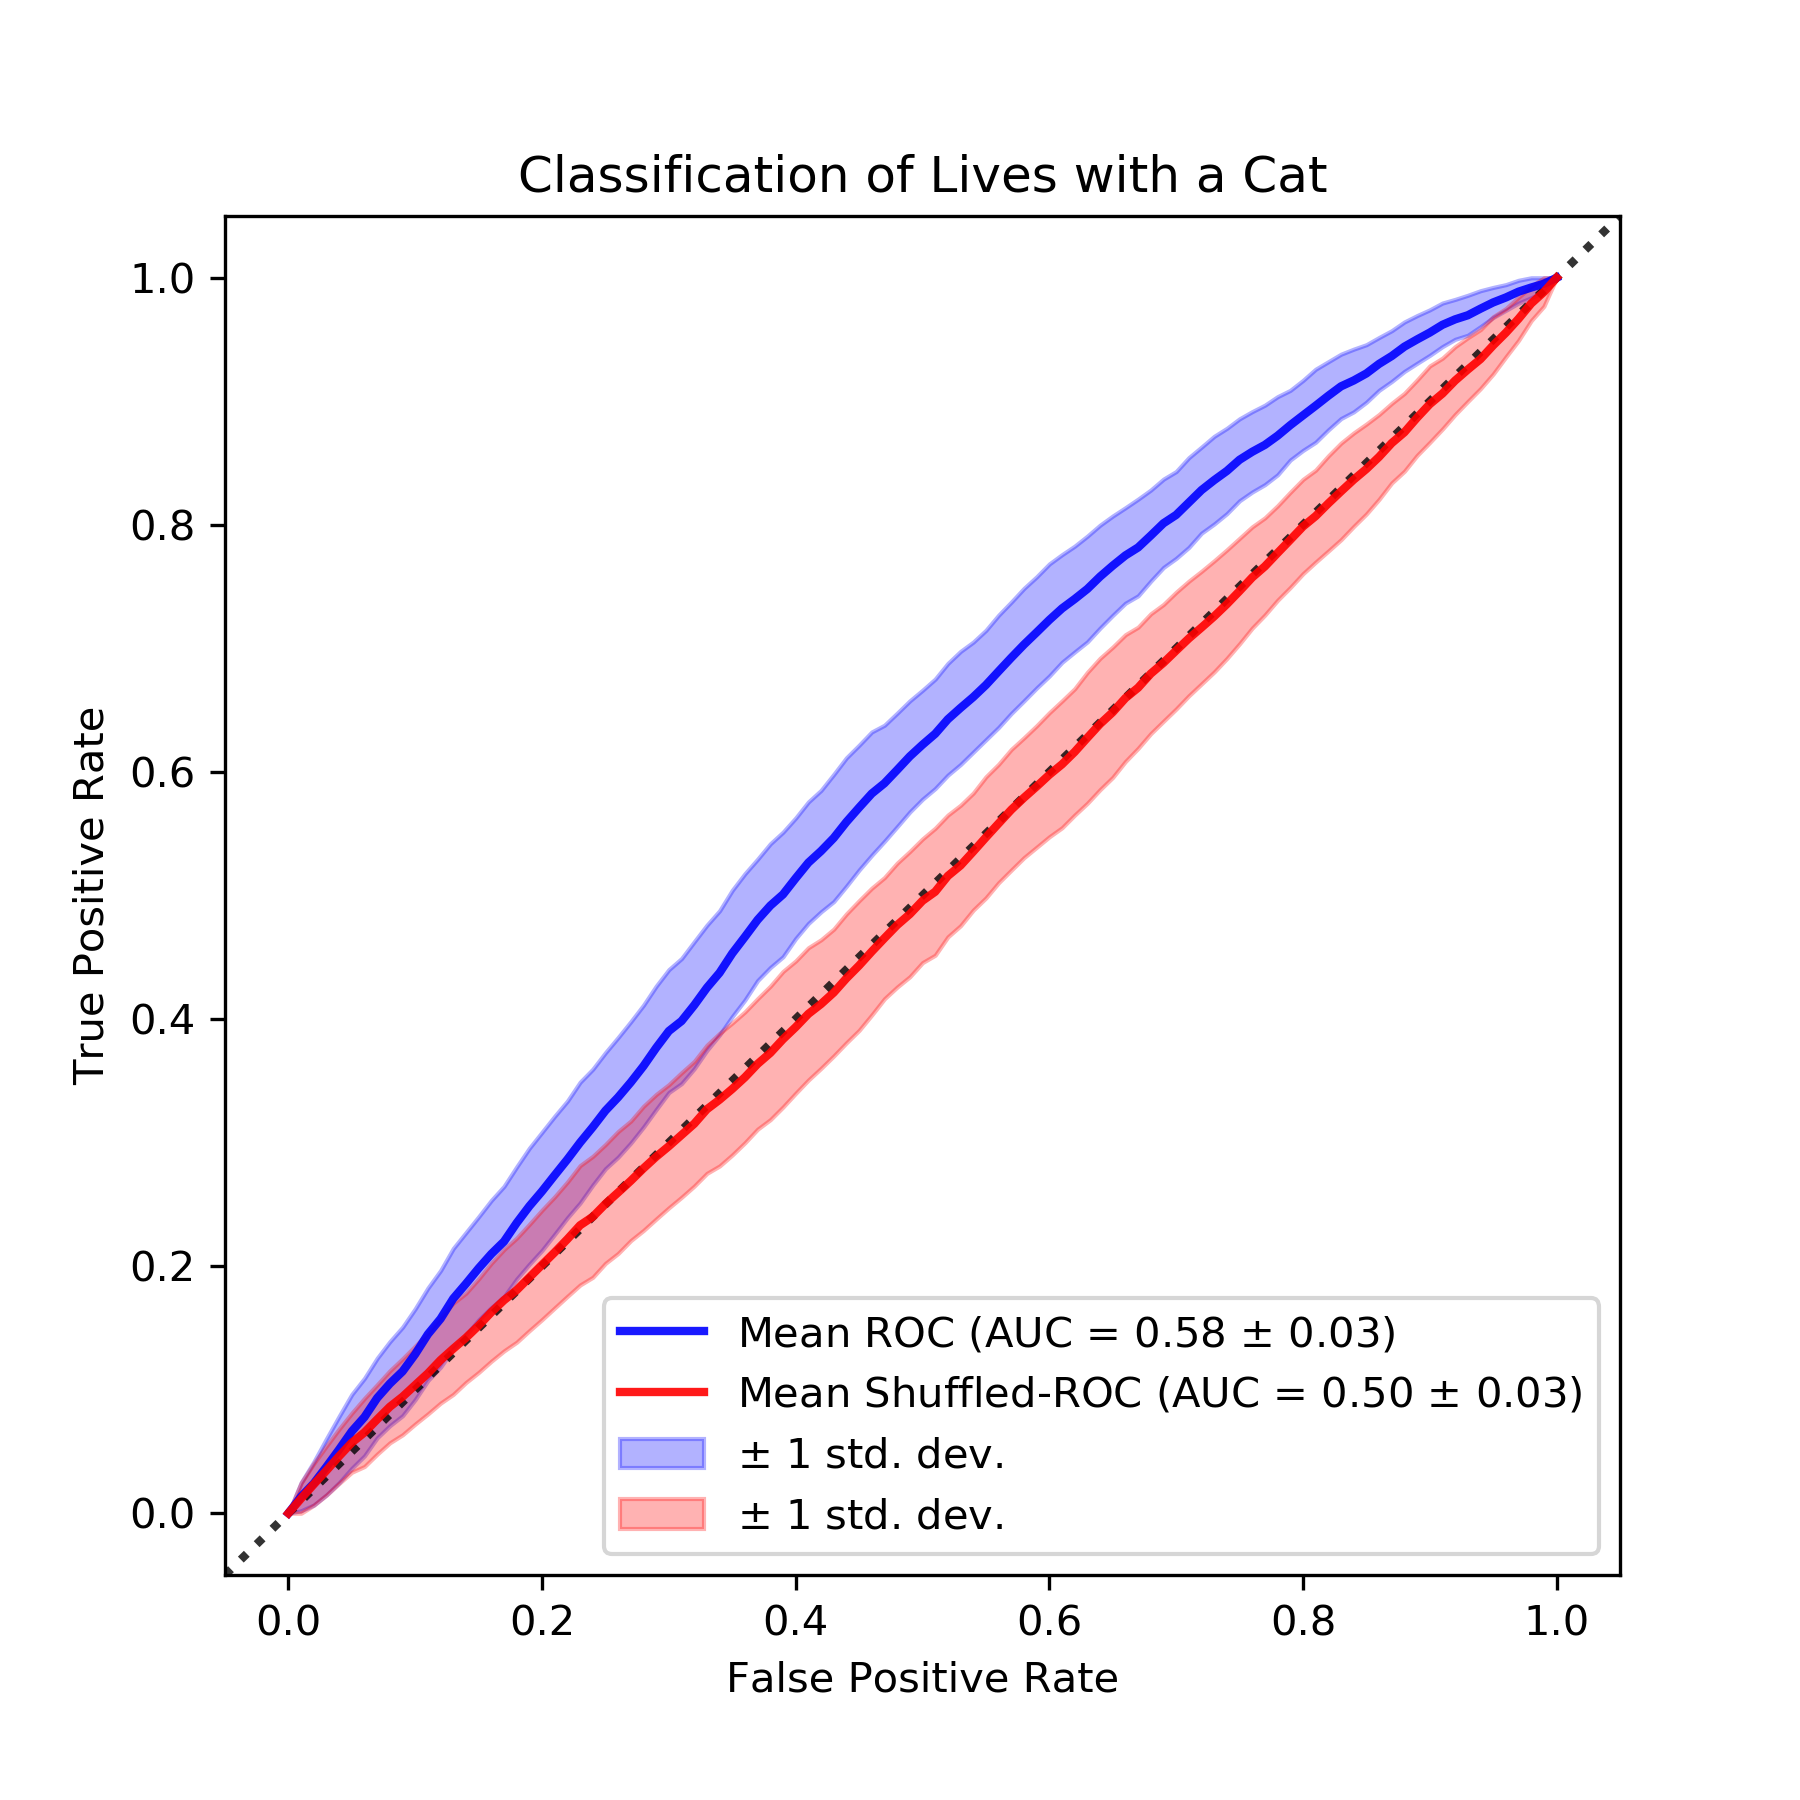 Classification of Lives with a Cat
1.0
0.8
0.6
0.4
0.2
0.0
True Positive Rate
Mean ROC (AUC = 0.58 ± 0.03)
Mean Shuffled-ROC (AUC = 0.50 ± 0.03)
± 1 std. dev.
± 1 std. dev.
0.0 0.2 0.4 0.6 0.8 1.0
False Positive Rate